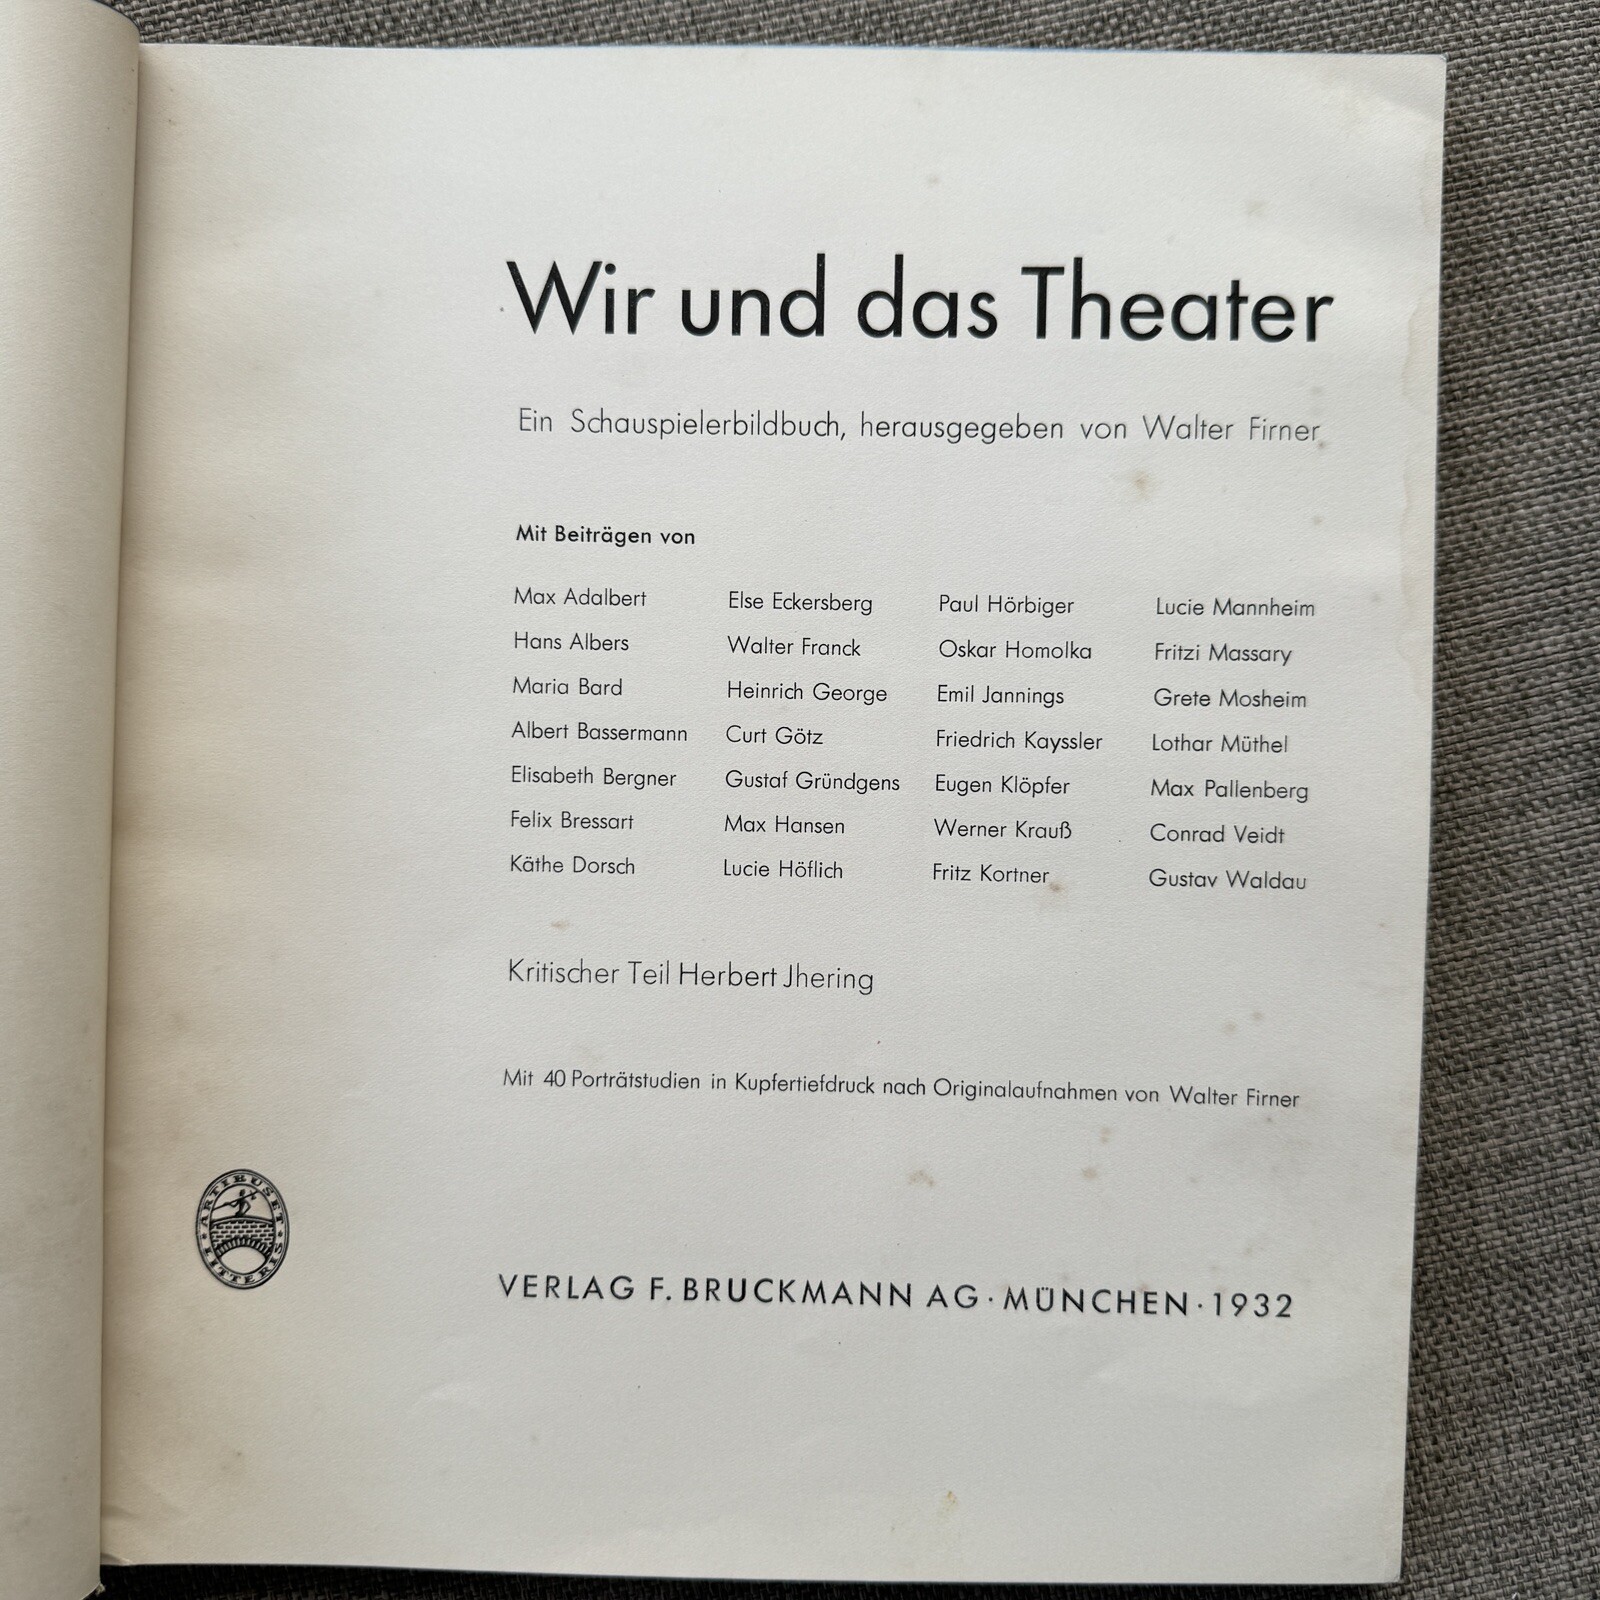 Wir und das Theater
Ein Schauspielerbildbuch, herausgegeben von Walter Firner
Mit Beiträgen von
Max Adalbert
Hans Albers
Maria Bard
Albert Bassermann
Elisabeth Bergner
Felix Bressart
Käthe Dorsch
Else Eckersberg
Walter Franck
Heinrich George
Curt Götz
Gustaf Gründgens
Max Hansen
Lucie Höflich
Paul Hörbiger
Oskar Homolka
Emil Jannings
Friedrich Kayssler
Eugen Klöpfer
Werner Krauß
Fritz Kortner
Lucie Mannheim
Fritzi Massary
Grete Mosheim
Lothar Müthel
Max Pallenberg
Conrad Veidt
Gustav Waldau
Kritischer Teil Herbert Jhering
Mit 40 Porträtstudien in Kupfertiefdruck nach Originalaufnahmen von Walter Firner
ARTIBUS ET LITTERIS
VERLAG F. BRUCKMANN AG · MÜNCHEN · 1932